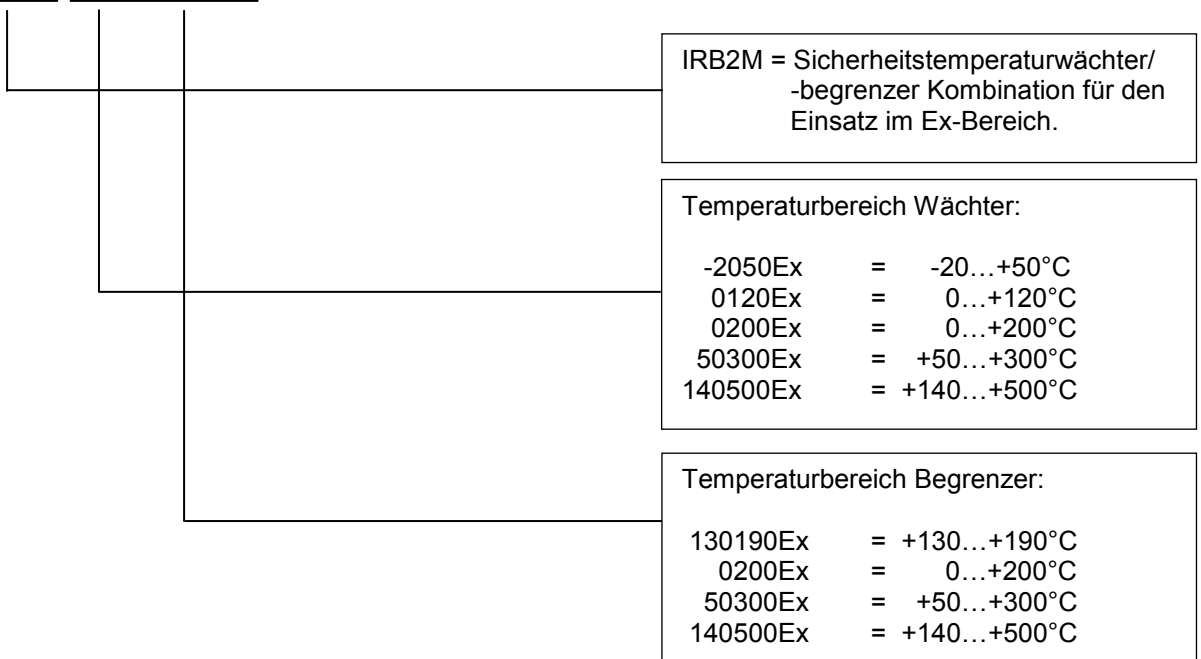 IRB2M = Sicherheitstemperaturwächter/
-begrenzer Kombination für den
Einsatz im Ex-Bereich.
Temperaturbereich Wächter:
-2050Ex = -20…+50°C
0120Ex = 0…+120°C
0200Ex = 0…+200°C
50300Ex = +50…+300°C
140500Ex = +140…+500°C
Temperaturbereich Begrenzer:
130190Ex = +130…+190°C
0200Ex = 0…+200°C
50300Ex = +50…+300°C
140500Ex = +140…+500°C